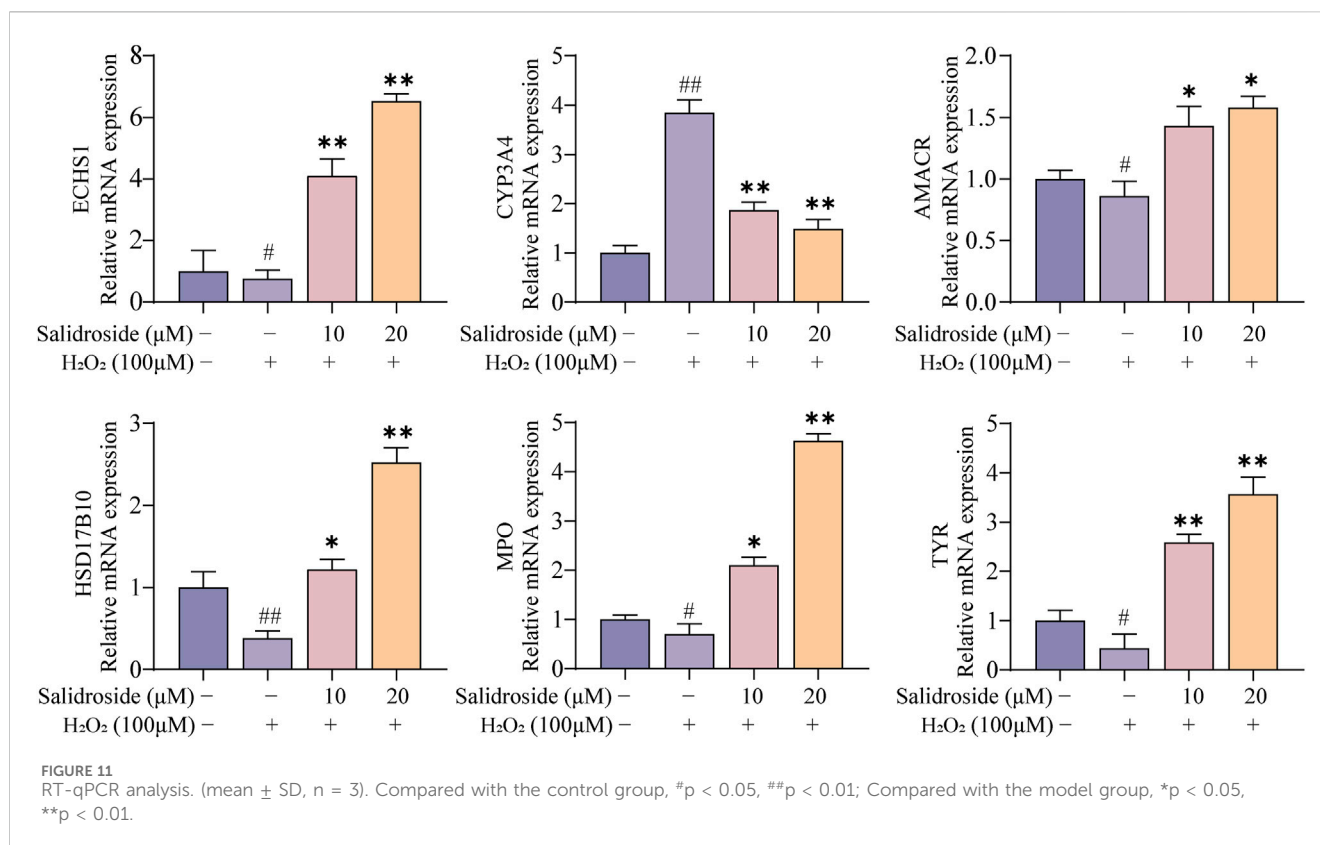 ECHS1
Relative mRNA expression
8
6
4
2
0
#
**
**
Salidroside (μM) − − 10 20
H₂O₂ (100μM) − + + +
CYP3A4
Relative mRNA expression
5
4
3
2
1
0
##
**
**
− − 10 20
Salidroside (μM)
H₂O₂ (100μM) − + + +
AMACR
Relative mRNA expression
2.0
1.5
1.0
0.5
0.0
#
*
*
Salidroside (μM) − − 10 20
H₂O₂ (100μM) − + + +
HSD17B10
Relative mRNA expression
3
2
1
0
##
*
**
Salidroside (μM) − − 10 20
H₂O₂ (100μM) − + + +
MPO
Relative mRNA expression
5
4
3
2
1
0
#
*
**
Salidroside (μM) − − 10 20
H₂O₂ (100μM) − + + +
TYR
Relative mRNA expression
5
4
3
2
1
0
#
**
**
Salidroside (μM) − − 10 20
H₂O₂ (100μM) − + + +
FIGURE 11
RT-qPCR analysis. (mean ± SD, n = 3). Compared with the control group, #p < 0.05, ##p < 0.01; Compared with the model group, *p < 0.05,
**p < 0.01.